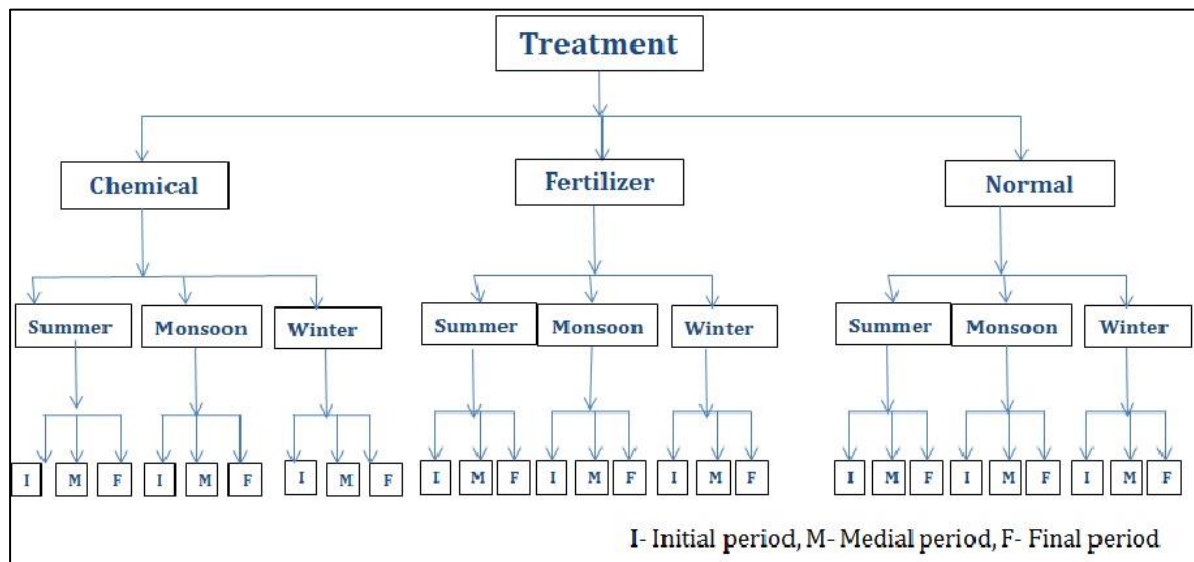 Treatment
Chemical Fertilizer Normal
Summer Monsoon Winter Summer Monsoon Winter Summer Monsoon Winter
I M F I M F I M F I M F I M F I M F I M F I M F I M F
I- Initial period, M- Medial period, F- Final period